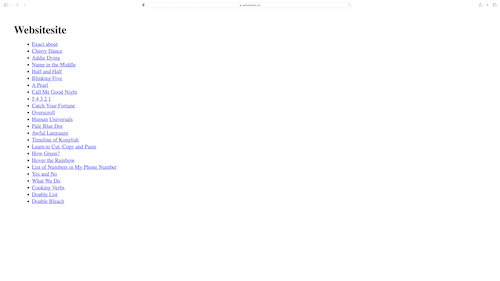 Websitesite
Exact about
Cherry Dance
Addie Dying
Name in the Middle
Half and Half
Blinking Five
A Pearl
Call Me Good Night
5 4 3 2 1
Catch Your Fortune
Overscroll
Human Universals
Pale Blue Dot
Awful Language
Timeline of Konglish
Learn to Cut, Copy and Paste
How Green?
Hover the Rainbow
List of Numbers in My Phone Number
Yes and No
What We Do
Cooking Verbs
Double List
Double Bleach